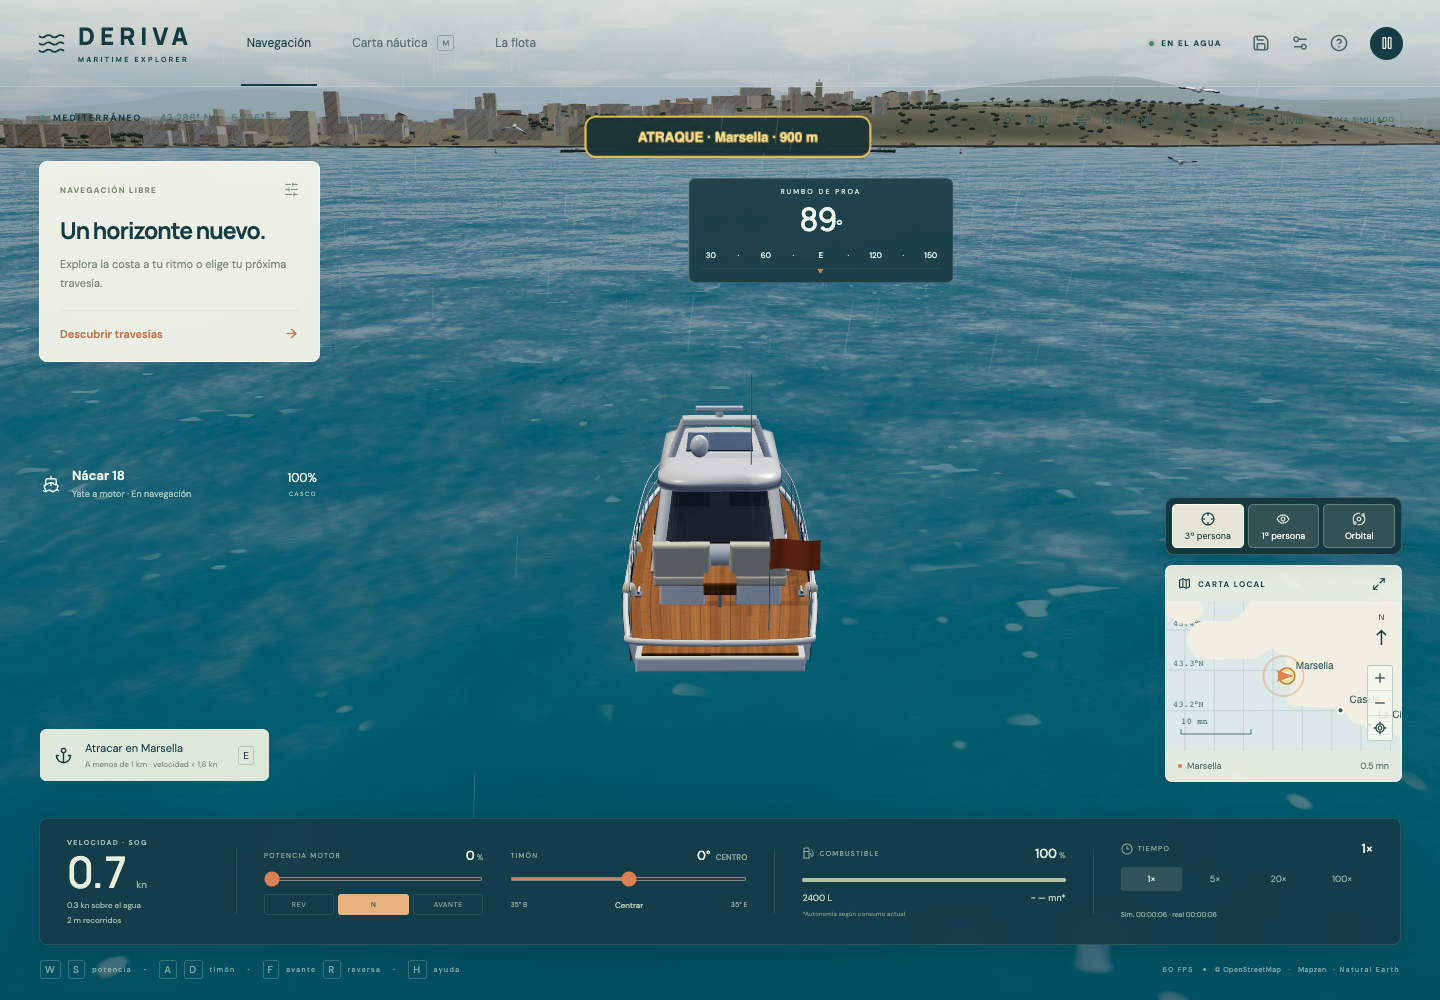 DERIVA
MARITIME EXPLORER
Navegación
Carta náutica M
La flota
EN EL AGUA
MEDITERRÁNEO
ATRAQUE · Marsella · 900 m
RUMBO DE PROA
89°
30 · 60 · E · 120 · 150
NAVEGACIÓN LIBRE
Un horizonte nuevo.
Explora la costa a tu ritmo o elige tu próxima
travesía.
Descubrir travesías
Nácar 18
Yate a motor · En navegación
100%
CASCO
3ª persona
1ª persona
Orbital
CARTA LOCAL
N
43.3°N
43.2°N
10 mn
Marsella
Marsella
0.5 mn
Atracar en Marsella
A menos de 1 km · velocidad < 1,6 kn
E
VELOCIDAD · SOG
0.7 kn
0.3 kn sobre el agua
2 m recorridos
POTENCIA MOTOR
0 %
REV
N
AVANTE
TIMÓN
0° CENTRO
35° B
Centrar
35° E
COMBUSTIBLE
100 %
2400 L
~ — mn*
*Autonomía según consumo actual
TIEMPO
1×
1×
5×
20×
100×
Sim. 00:00:06 · real 00:00:06
W S potencia · A D timón · F avante R reversa · H ayuda
60 FPS • © OpenStreetMap · Mapzen · Natural Earth